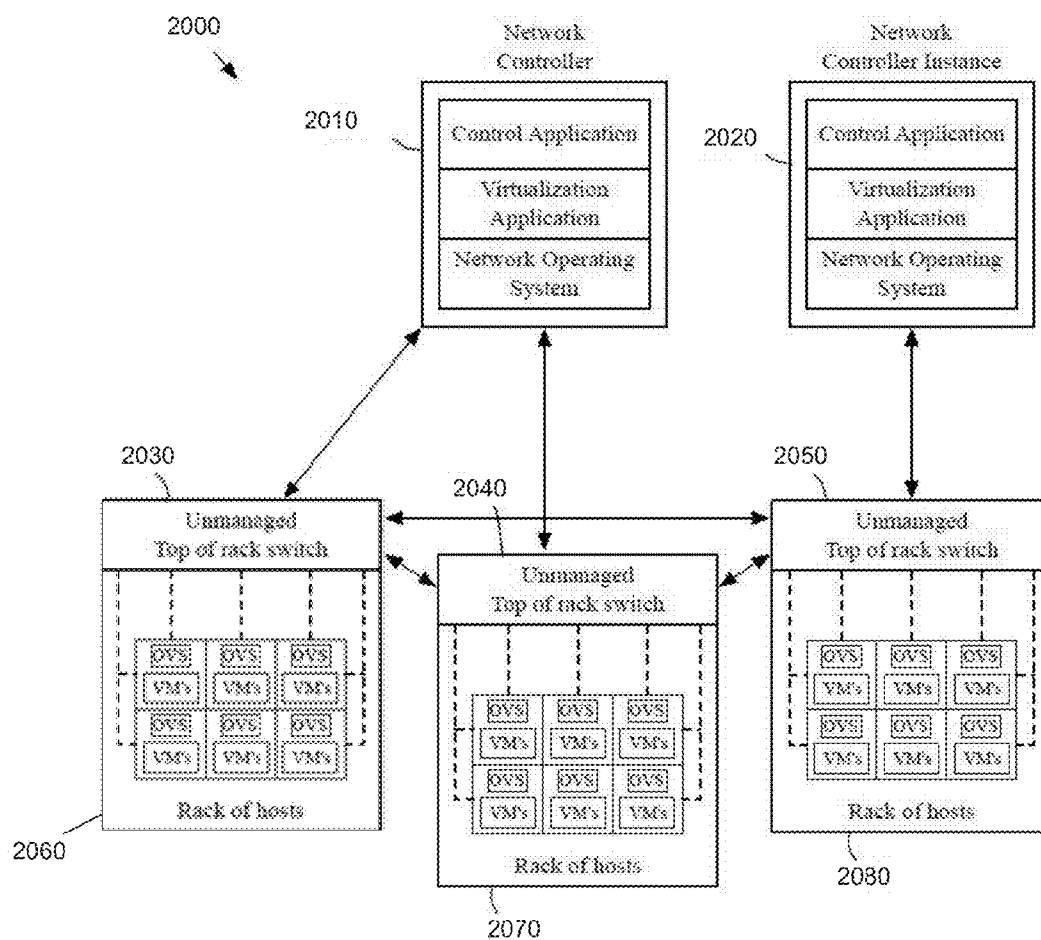 2000
Network
Controller
Network
Controller Instance
2010
Control Application
Virtualization
Application
Network Operating
System
2020
Control Application
Virtualization
Application
Network Operating
System
2030
Unmanaged
Top of rack switch
2040
Unmanaged
Top of rack switch
2050
Unmanaged
Top of rack switch
OVS OVS OVS
VM's VM's VM's
OVS OVS OVS
VM's VM's VM's
Rack of hosts
2060
OVS OVS OVS
VM's VM's VM's
OVS OVS OVS
VM's VM's VM's
Rack of hosts
2070
OVS OVS OVS
VM's VM's VM's
OVS OVS OVS
VM's VM's VM's
Rack of hosts
2080